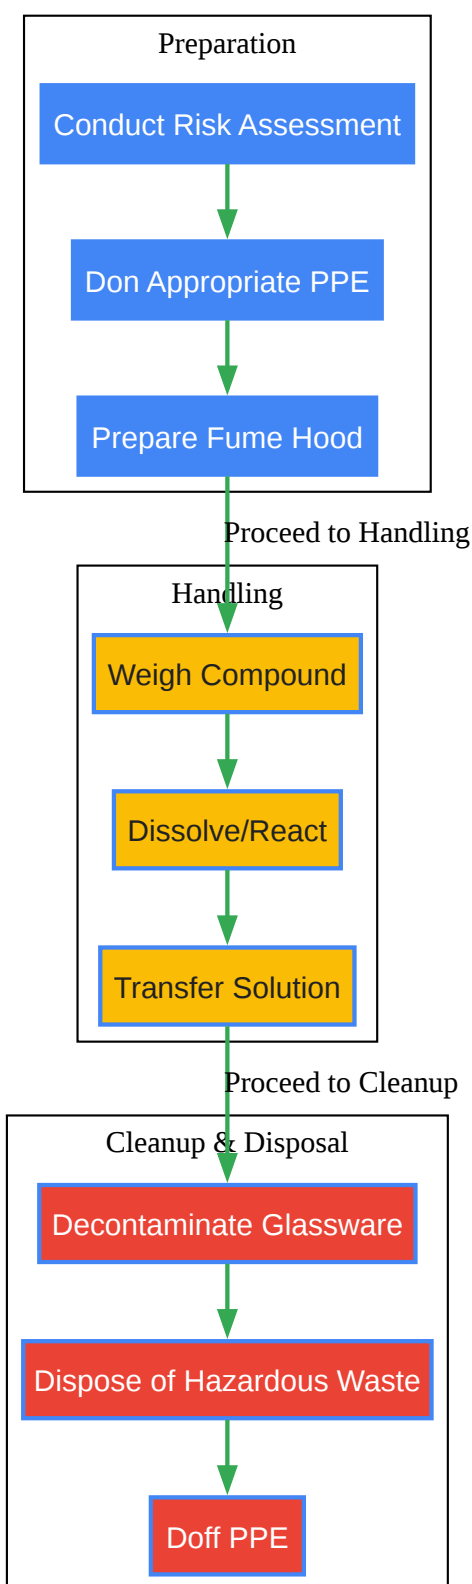 Preparation
Conduct Risk Assessment
Don Appropriate PPE
Prepare Fume Hood
Proceed to Handling
Handling
Weigh Compound
Dissolve/React
Transfer Solution
Proceed to Cleanup
Cleanup & Disposal
Decontaminate Glassware
Dispose of Hazardous Waste
Doff PPE